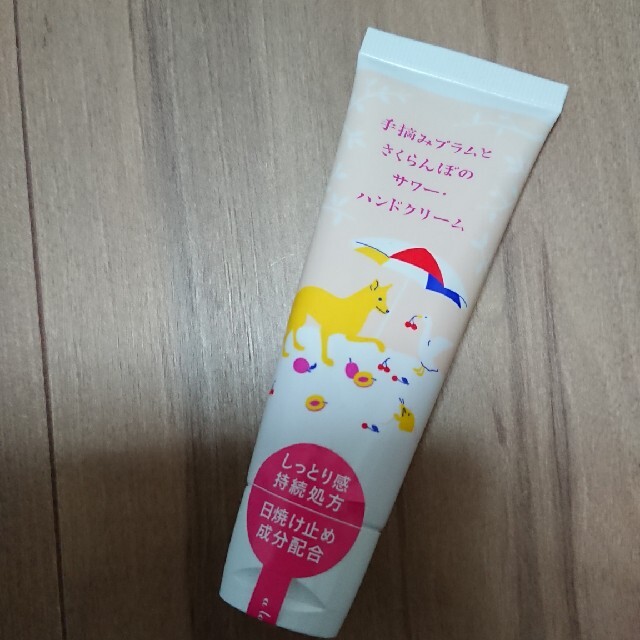 手摘みプラムと
さくらんぼの
サワー・
ハンドクリーム
しっとり感
持続処方
日焼け止め
成分配合